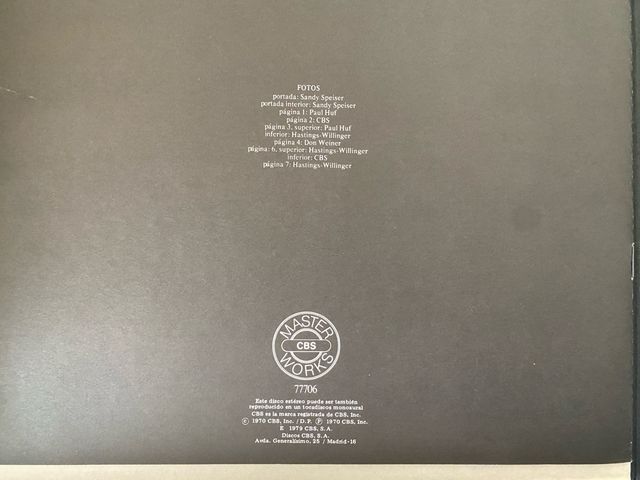 FOTOS
portada: Sandy Speiser
portada interior: Sandy Speiser
página 1: Paul Huf
página 2: CBS
página 3, superior: Paul Huf
inferior: Hastings-Willinger
página 4: Don Weiner
página: 6, superior: Hastings-Willinger
inferior: CBS
página 7: Hastings-Willinger
MASTER
CBS
WORKS
77706
Este disco estéreo puede ser también
reproducido en un tocadiscos monoaural
CBS es la marca registrada de CBS, Inc.
© 1970 CBS, Inc. / D.P. Ⓟ 1970 CBS, Inc.
E 1979 CBS, S.A.
Discos CBS, S.A.
Avda. Generalísimo, 25 / Madrid-16